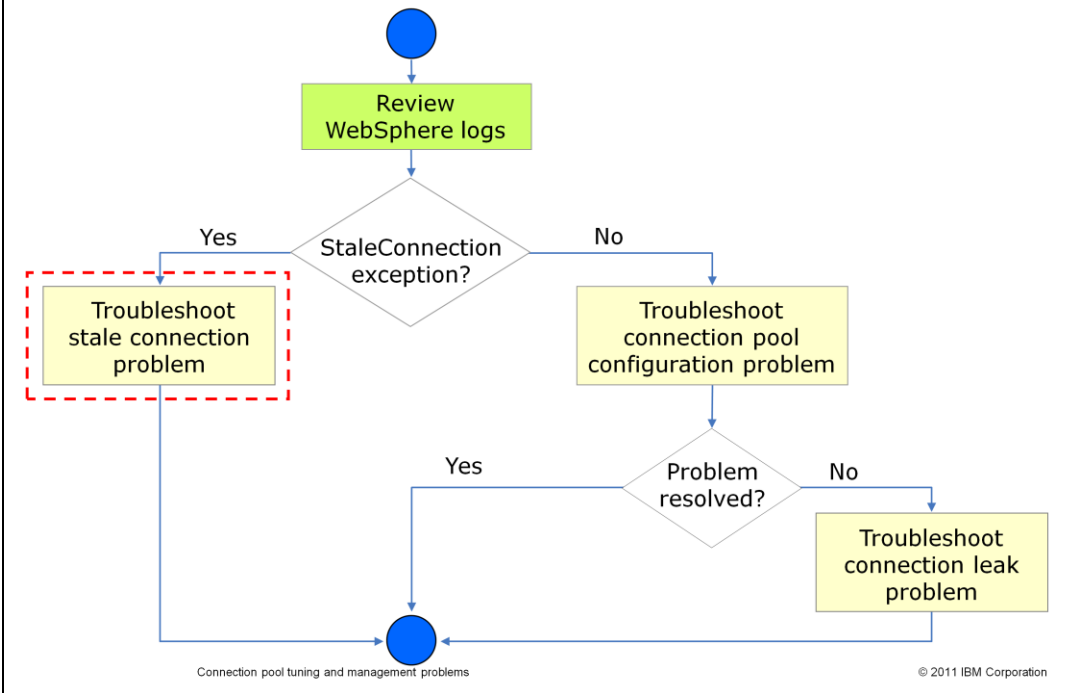 Review
WebSphere logs
Yes
StaleConnection
exception?
No
Troubleshoot
stale connection
problem
Troubleshoot
connection pool
configuration problem
Yes
Problem
resolved?
No
Troubleshoot
connection leak
problem
Connection pool tuning and management problems
© 2011 IBM Corporation